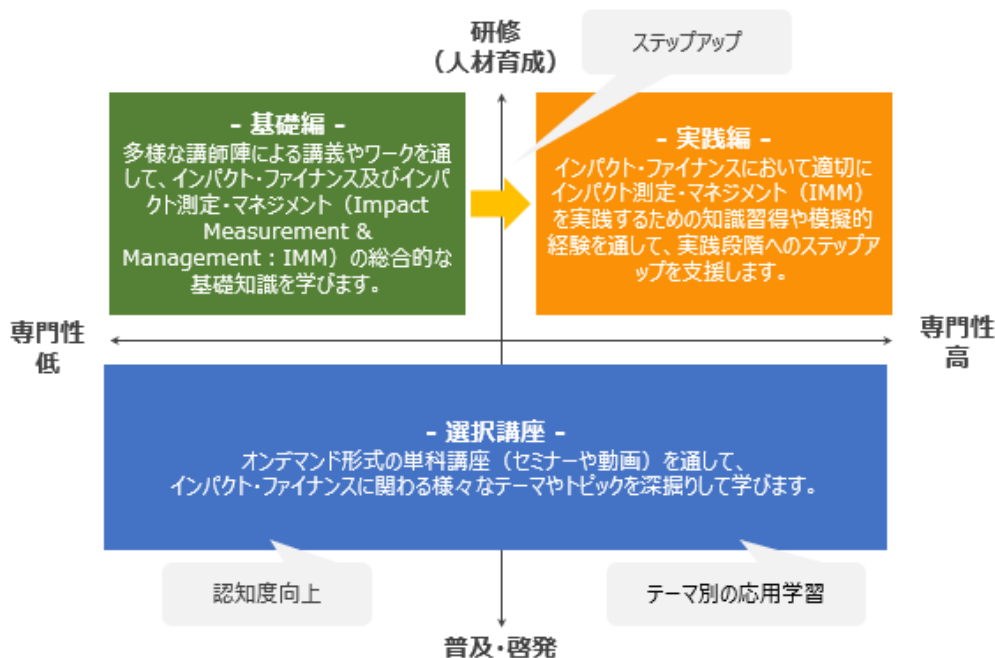 研修
（人材育成）
ステップアップ
- 基礎編 -
多様な講師陣による講義やワークを通
して、インパクト・ファイナンス及びインパ
クト測定・マネジメント（Impact
Measurement &
Management：IMM）の総合的な
基礎知識を学びます。
- 実践編 -
インパクト・ファイナンスにおいて適切に
インパクト測定・マネジメント（IMM）
を実践するための知識習得や模擬的
経験を通して、実践段階へのステップア
ップを支援します。
専門性
低
専門性
高
- 選択講座 -
オンデマンド形式の単科講座（セミナーや動画）を通して、
インパクト・ファイナンスに関わる様々なテーマやトピックを深掘りして学びます。
認知度向上
テーマ別の応用学習
普及・啓発